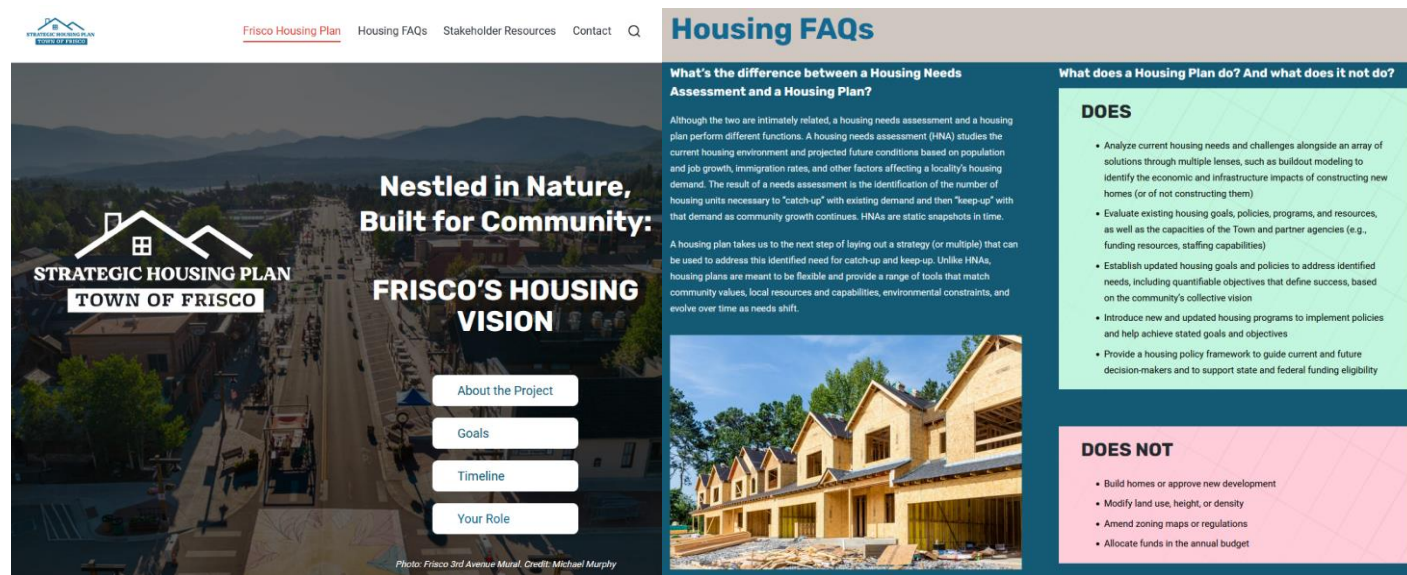 STRATEGIC HOUSING PLAN
TOWN OF FRISCO
Frisco Housing Plan
Housing FAQs
Stakeholder Resources
Contact
Nestled in Nature,
Built for Community:
FRISCO'S HOUSING
VISION
STRATEGIC HOUSING PLAN
TOWN OF FRISCO
About the Project
Goals
Timeline
Your Role
Photo: Frisco 3rd Avenue Mural. Credit: Michael Murphy
Housing FAQs
What's the difference between a Housing Needs
Assessment and a Housing Plan?
Although the two are intimately related, a housing needs assessment and a housing
plan perform different functions. A housing needs assessment (HNA) studies the
current housing environment and projected future conditions based on population
and job growth, immigration rates, and other factors affecting a locality's housing
demand. The result of a needs assessment is the identification of the number of
housing units necessary to "catch-up" with existing demand and then "keep-up" with
that demand as community growth continues. HNAs are static snapshots in time.
A housing plan takes us to the next step of laying out a strategy (or multiple) that can
be used to address this identified need for catch-up and keep-up. Unlike HNAs,
housing plans are meant to be flexible and provide a range of tools that match
community values, local resources and capabilities, environmental constraints, and
evolve over time as needs shift.
What does a Housing Plan do? And what does it not do?
DOES
• Analyze current housing needs and challenges alongside an array of
solutions through multiple lenses, such as buildout modeling to
identify the economic and infrastructure impacts of constructing new
homes (or of not constructing them)
• Evaluate existing housing goals, policies, programs, and resources,
as well as the capacities of the Town and partner agencies (e.g.,
funding resources, staffing capabilities)
• Establish updated housing goals and policies to address identified
needs, including quantifiable objectives that define success, based
on the community's collective vision
• Introduce new and updated housing programs to implement policies
and help achieve stated goals and objectives
• Provide a housing policy framework to guide current and future
decision-makers and to support state and federal funding eligibility
DOES NOT
• Build homes or approve new development
• Modify land use, height, or density
• Amend zoning maps or regulations
• Allocate funds in the annual budget